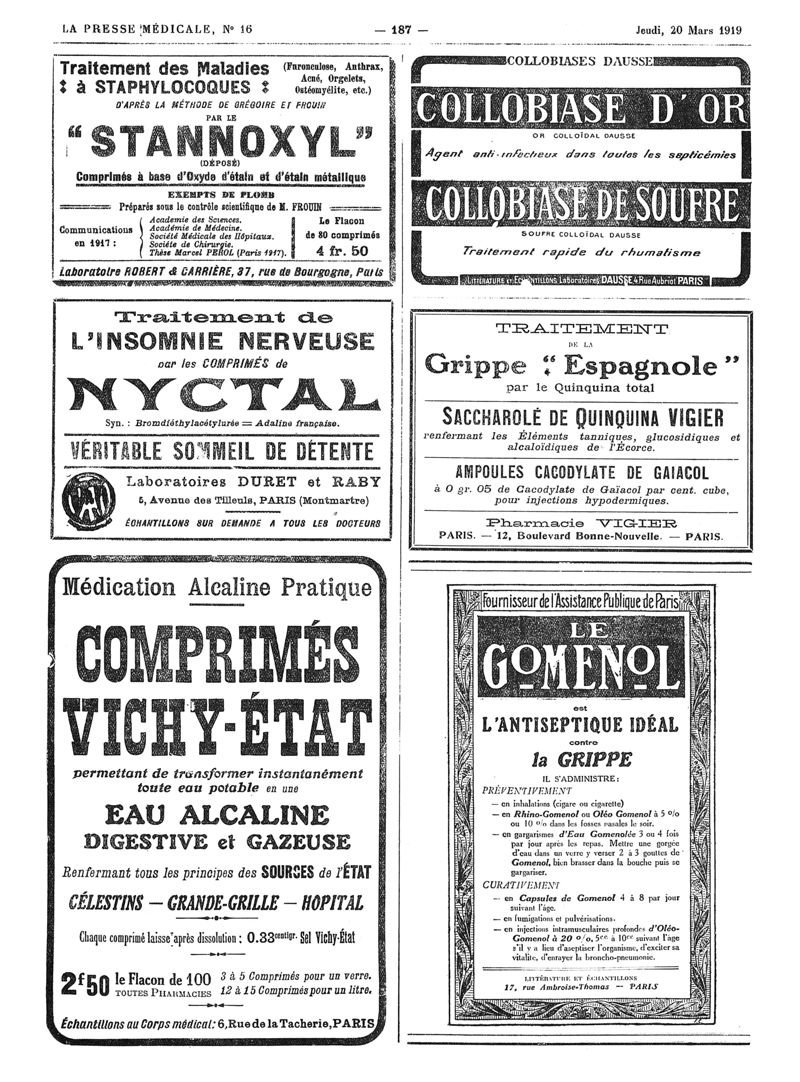 LA PRESSE MÉDICALE, N° 16
— 187 —
Jeudi, 20 Mars 1919
Traitement des Maladies
à STAPHYLOCOQUES
(Furonculose, Anthrax,
Acné, Orgelets,
Ostéomyélite, etc.)
D'APRÈS LA MÉTHODE DE GRÉGOIRE ET FROUIN
PAR LE
“STANNOXYL”
(DÉPOSÉ)
Comprimés à base d'Oxyde d'étain et d'étain métallique
EXEMPTS DE PLOMB
Préparés sous le contrôle scientifique de M. FROUIN
Communications
en 1917 :
Academie des Sciences.
Académie de Médecine.
Société Médicale des Hôpitaux.
Société de Chirurgie.
Thèse Marcel PEROL (Paris 1917).
Le Flacon
de 80 comprimés
4 fr. 50
Laboratoire ROBERT & CARRIÈRE, 37, rue de Bourgogne, Paris
Traitement de
L'INSOMNIE NERVEUSE
par les COMPRIMÉS de
NYCTAL
Syn. : Bromdiéthylacétylurée = Adaline française.
VÉRITABLE SOMMEIL DE DÉTENTE
Laboratoires DURET et RABY
5, Avenue des Tilleuls, PARIS (Montmartre)
ÉCHANTILLONS SUR DEMANDE A TOUS LES DOCTEURS
Médication Alcaline Pratique
COMPRIMÉS
VICHY-ÉTAT
permettant de transformer instantanément
toute eau potable en une
EAU ALCALINE
DIGESTIVE et GAZEUSE
Renfermant tous les principes des SOURCES de l'ÉTAT
CÉLESTINS — GRANDE-GRILLE — HOPITAL
Chaque comprimé laisse après dissolution : 0.33 centigr. Sel Vichy-État
2f50 le Flacon de 100
TOUTES PHARMACIES
3 à 5 Comprimés pour un verre.
12 à 15 Comprimés pour un litre.
Échantillons au Corps médical : 6, Rue de la Tacherie, PARIS
COLLOBIASES DAUSSE
COLLOBIASE D'OR
OR COLLOÏDAL DAUSSE
Agent anti-infectieux dans toutes les septicémies
COLLOBIASE DE SOUFRE
SOUFRE COLLOÏDAL DAUSSE
Traitement rapide du rhumatisme
LITTÉRATURE et ÉCHANTILLONS Laboratoires DAUSSE 4 Rue Aubriot PARIS
TRAITEMENT
DE LA
Grippe “Espagnole”
par le Quinquina total
SACCHAROLÉ DE QUINQUINA VIGIER
renfermant les Éléments tanniques, glucosidiques et
alcaloïdiques de l'Écorce.
AMPOULES CACODYLATE DE GAIACOL
à 0 gr. 05 de Cacodylate de Gaïacol par cent. cube,
pour injections hypodermiques.
Pharmacie VIGIER
PARIS. — 12, Boulevard Bonne-Nouvelle. — PARIS.
Fournisseur de l'Assistance Publique de Paris
LE
GOMENOL
est
L'ANTISEPTIQUE IDÉAL
contre
la GRIPPE
IL S'ADMINISTRE :
PRÉVENTIVEMENT
— en inhalations (cigare ou cigarette)
— en Rhino-Gomenol ou Oléo Gomenol à 5 %
ou 10 % dans les fosses nasales le soir.
— en gargarismes d'Eau Gomenolée 3 ou 4 fois
par jour après les repas. Mettre une gorgée
d'eau dans un verre y verser 2 à 3 gouttes de
Gomenol, bien brasser dans la bouche puis se
gargariser.
CURATIVEMENT
— en Capsules de Gomenol 4 à 8 par jour
suivant l'âge.
— en fumigations et pulvérisations.
— en injections intramusculaires profondes d'Oléo-
Gomenol à 20 %, 5cc à 10cc suivant l'âge
s'il y a lieu d'aseptiser l'organisme, d'exciter sa
vitalité, d'enrayer la broncho-pneumonie.
LITTÉRATURE ET ÉCHANTILLONS
17, rue Ambroise-Thomas — PARIS